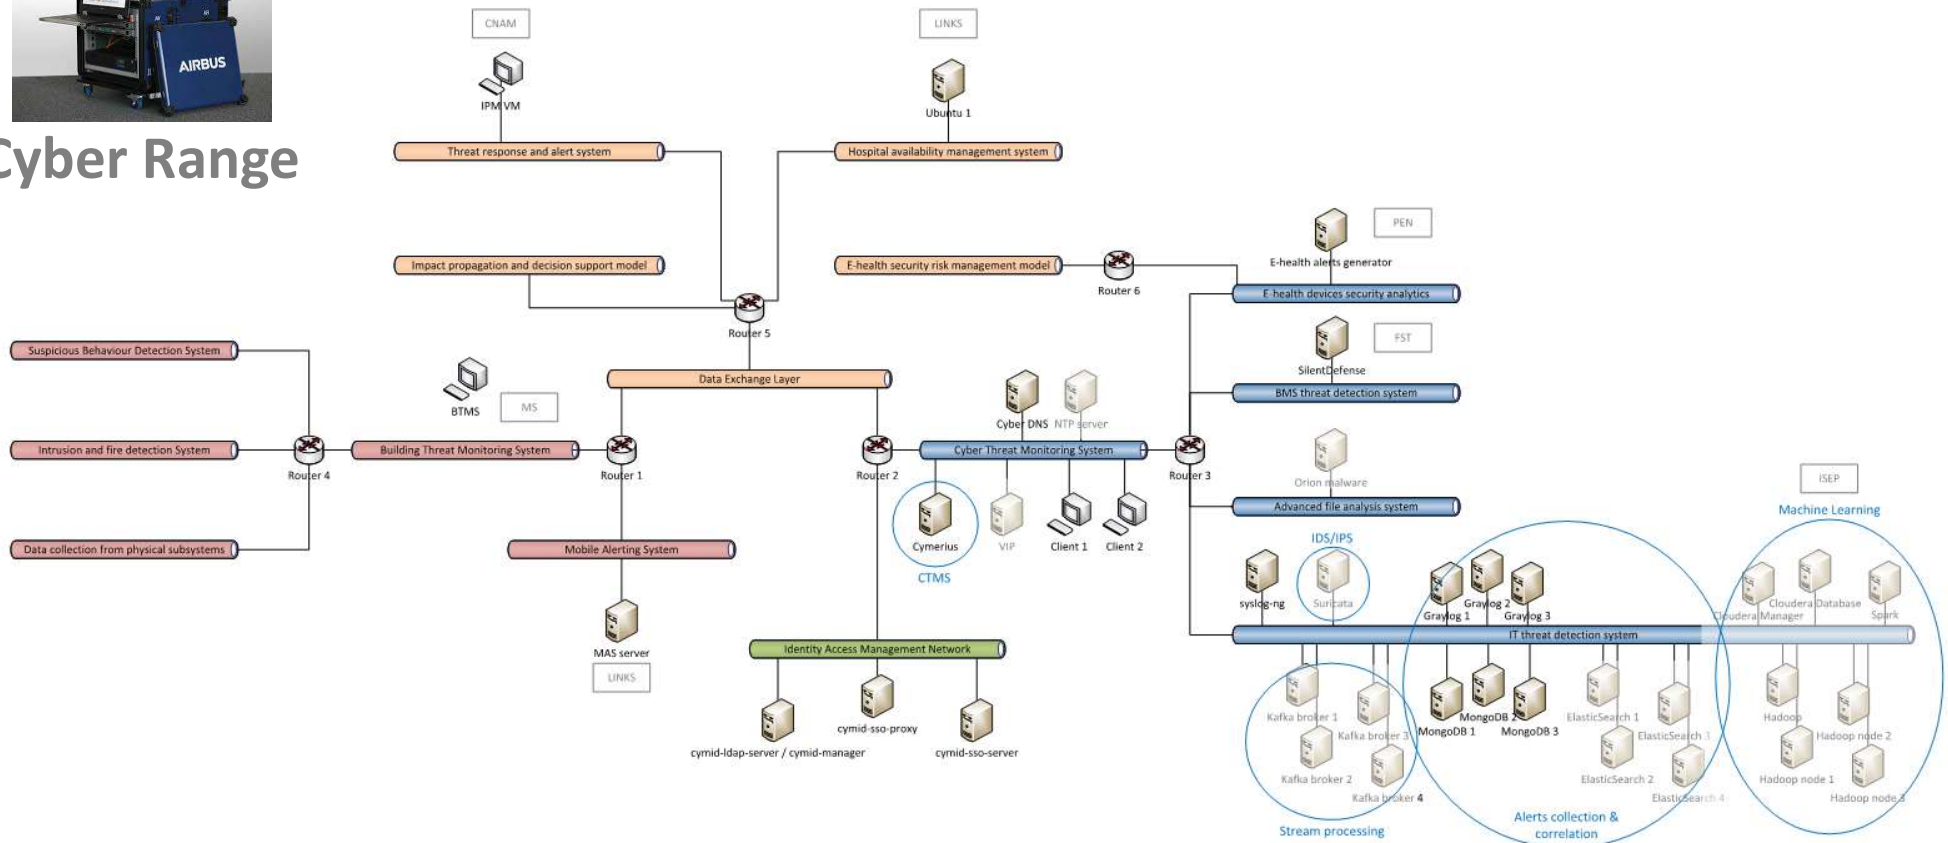 AIRBUS
Cyber Range
CNAM
IPM VM
Threat response and alert system
LINKS
Ubuntu 1
Hospital availability management system
Impact propagation and decision support model
E-health security risk management model
Router 6
PEN
E-health alerts generator
E-health devices security analytics
Router 5
FST
SilentDefense
BMS threat detection system
Suspicious Behaviour Detection System
Data Exchange Layer
BTMS
MS
Cyber DNS
NTP server
Intrusion and fire detection System
Router 4
Building Threat Monitoring System
Router 1
Router 2
Cyber Threat Monitoring System
Router 3
Orion malware
Advanced file analysis system
ISEP
Machine Learning
Data collection from physical subsystems
Mobile Alerting System
Cymerius
CTMS
VIP
Client 1
Client 2
IDS/IPS
syslog-ng
Suricata
Graylog 1
Graylog 2
Graylog 3
Cloudera Manager
Cloudera Database
Spark
IT threat detection system
MAS server
LINKS
Identity Access Management Network
cymid-ldap-server / cymid-manager
cymid-sso-proxy
cymid-sso-server
Kafka broker 1
Kafka broker 3
Kafka broker 2
Kafka broker 4
Stream processing
MongoDB 1
MongoDB 2
MongoDB 3
ElasticSearch 1
ElasticSearch 3
ElasticSearch 2
ElasticSearch 4
Alerts collection &
correlation
Hadoop
Hadoop node 2
Hadoop node 1
Hadoop node 3